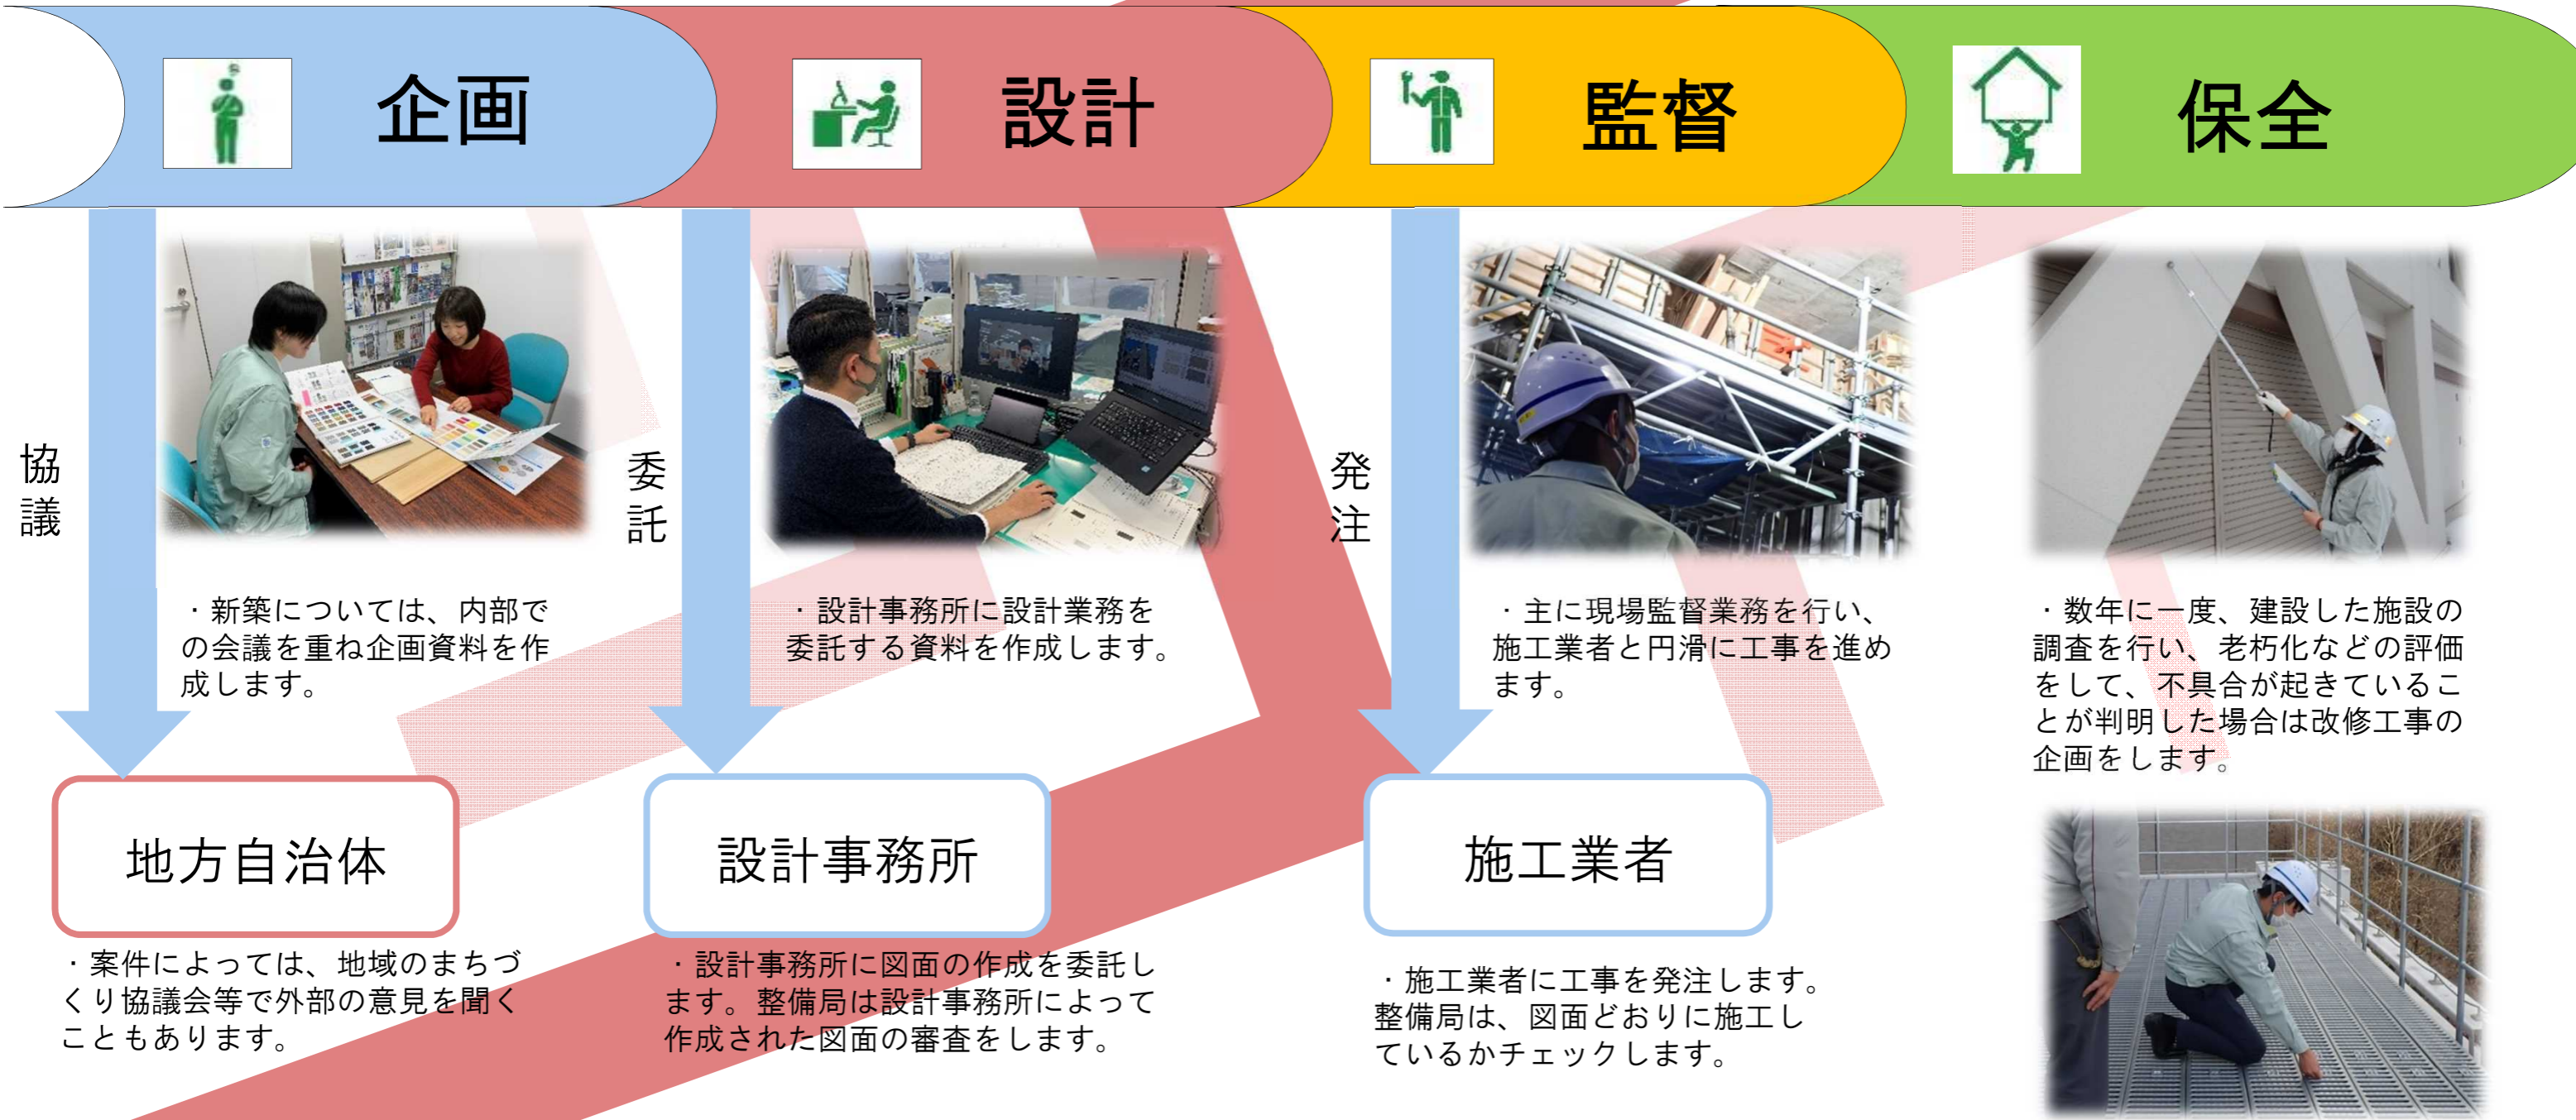 企画
設計
監督
保全
協議
・新築については、内部で
の会議を重ね企画資料を作
成します。
地方自治体
・案件によっては、地域のまちづ
くり協議会等で外部の意見を聞く
こともあります。
委託
・設計事務所に設計業務を
委託する資料を作成します。
設計事務所
・設計事務所に図面の作成を委託し
ます。整備局は設計事務所によって
作成された図面の審査をします。
発注
・主に現場監督業務を行い、
施工業者と円滑に工事を進め
ます。
施工業者
・施工業者に工事を発注します。
整備局は、図面どおりに施工し
ているかチェックします。
・数年に一度、建設した施設の
調査を行い、老朽化などの評価
をして、不具合が起きているこ
とが判明した場合は改修工事の
企画をします。